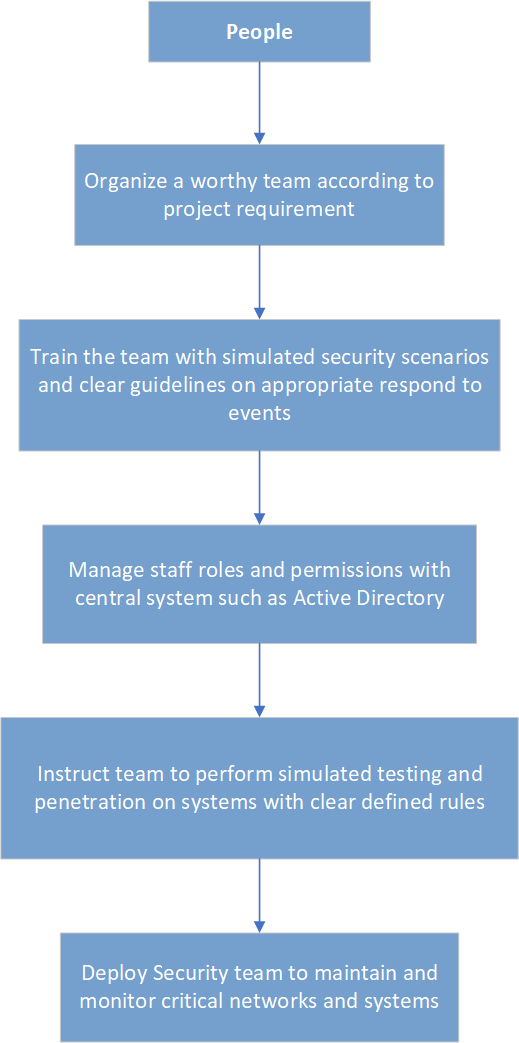 People
Organize a worthy team according to
project requirement
Train the team with simulated security scenarios
and clear guidelines on appropriate respond to
events
Manage staff roles and permissions with
central system such as Active Directory
Instruct team to perform simulated testing and
penetration on systems with clear defined rules
Deploy Security team to maintain and
monitor critical networks and systems